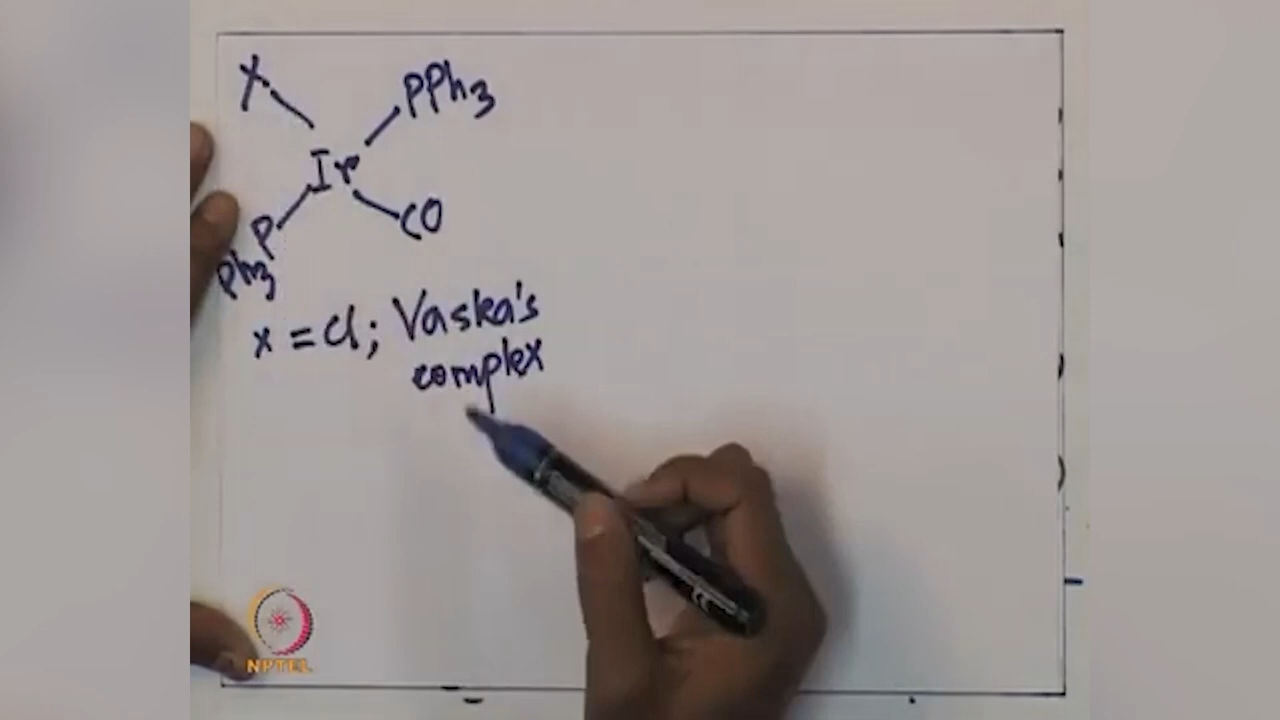 X PPh3
Ir
P CO
Ph3
x = Cl; Vaska's
complex
NPTEL